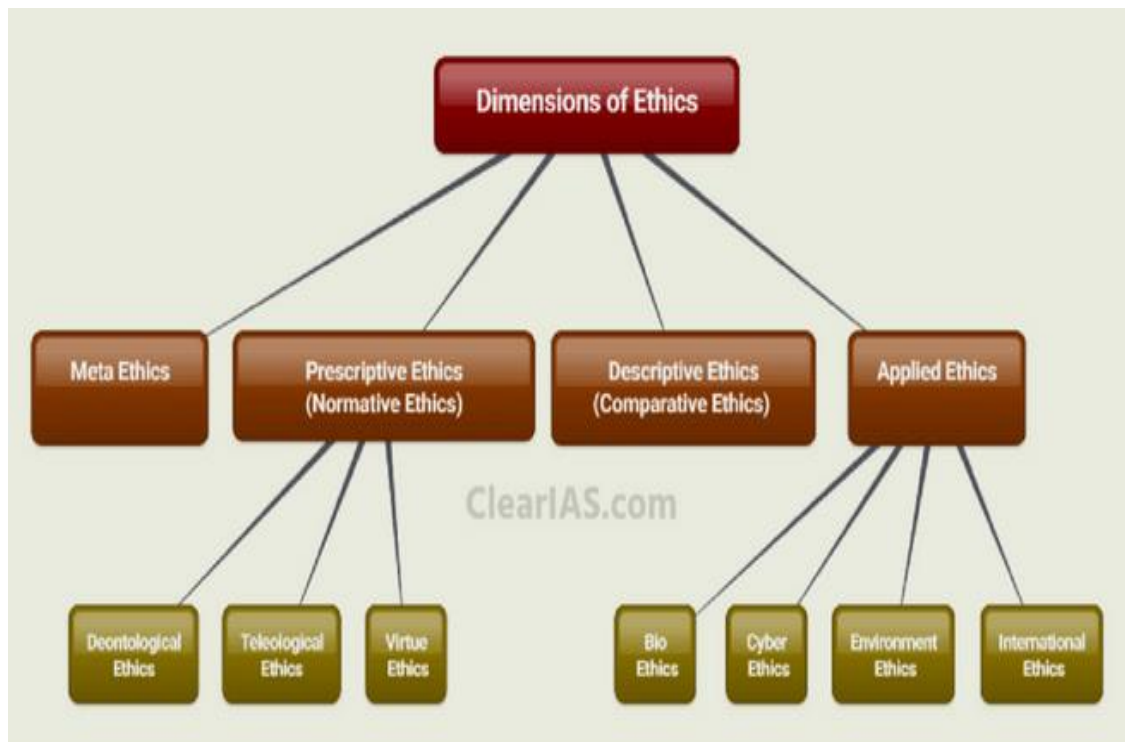 Dimensions of Ethics
Meta Ethics
Prescriptive Ethics
(Normative Ethics)
Descriptive Ethics
(Comparative Ethics)
Applied Ethics
ClearIAS.com
Deontological
Ethics
Teleological
Ethics
Virtue
Ethics
Bio
Ethics
Cyber
Ethics
Environment
Ethics
International
Ethics